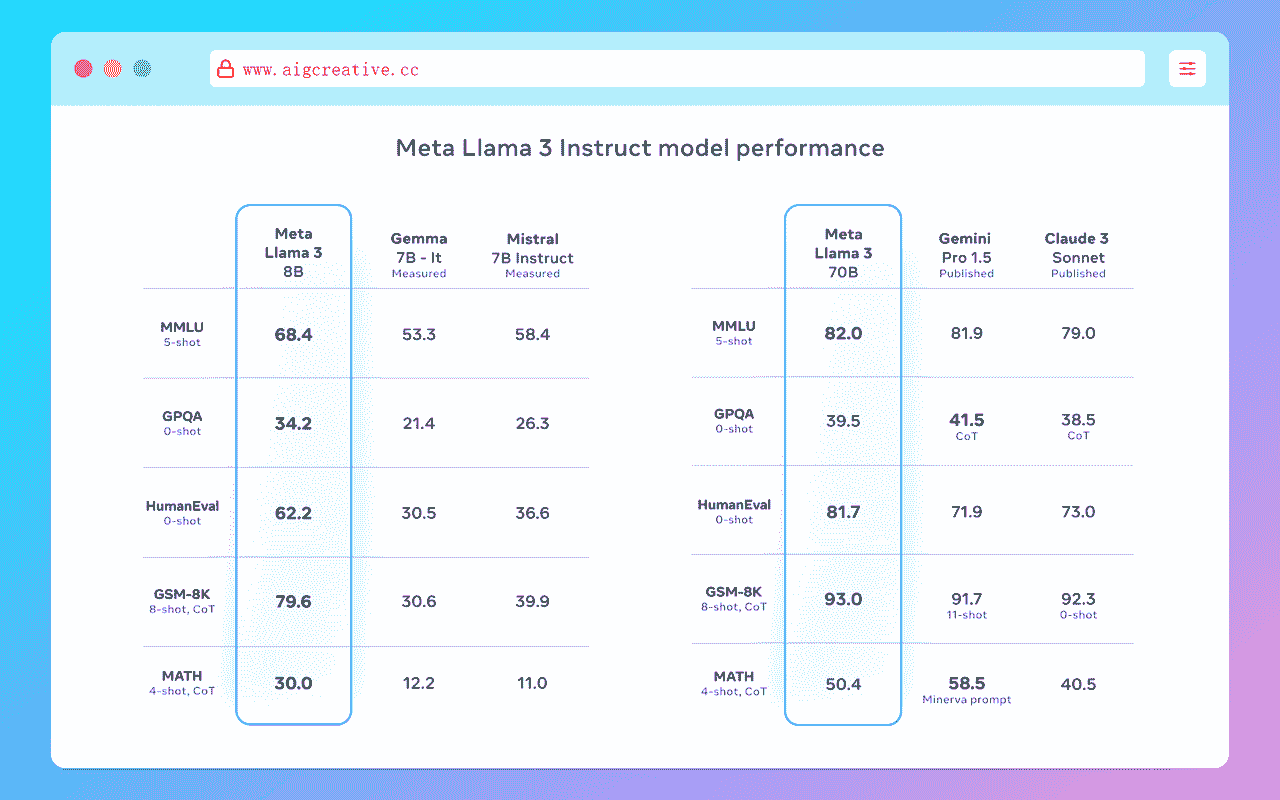 www.aigcreative.cc
Meta Llama 3 Instruct model performance
Meta
Llama 3
8B
Gemma
7B - It
Measured
Mistral
7B Instruct
Measured
MMLU
5-shot
68.4
53.3
58.4
GPQA
0-shot
34.2
21.4
26.3
HumanEval
0-shot
62.2
30.5
36.6
GSM-8K
8-shot, CoT
79.6
30.6
39.9
MATH
4-shot, CoT
30.0
12.2
11.0
Meta
Llama 3
70B
Gemini
Pro 1.5
Published
Claude 3
Sonnet
Published
MMLU
5-shot
82.0
81.9
79.0
GPQA
0-shot
39.5
41.5
CoT
38.5
CoT
HumanEval
0-shot
81.7
71.9
73.0
GSM-8K
8-shot, CoT
93.0
91.7
11-shot
92.3
0-shot
MATH
4-shot, CoT
50.4
58.5
Minerva prompt
40.5